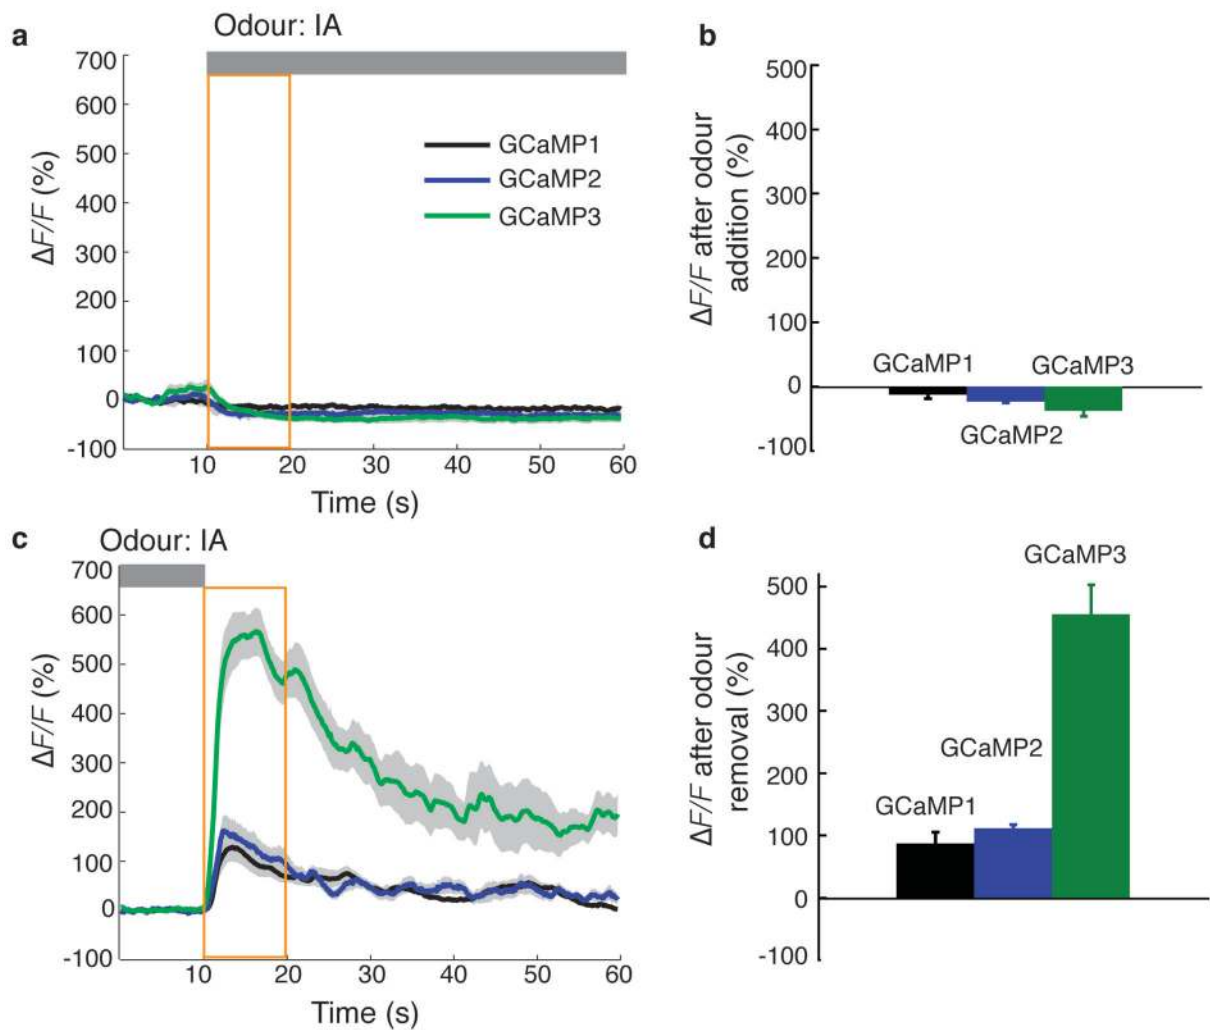 a
Odour: IA
700
600
500
400
300
200
100
0
-100
ΔF/F (%)
10
20
30
40
50
60
Time (s)
GCaMP1
GCaMP2
GCaMP3
b
500
400
300
200
100
0
-100
ΔF/F after odour
addition (%)
GCaMP1
GCaMP3
GCaMP2
c
Odour: IA
700
600
500
400
300
200
100
0
-100
ΔF/F (%)
10
20
30
40
50
60
Time (s)
d
500
400
300
200
100
0
-100
ΔF/F after odour
removal (%)
GCaMP3
GCaMP2
GCaMP1